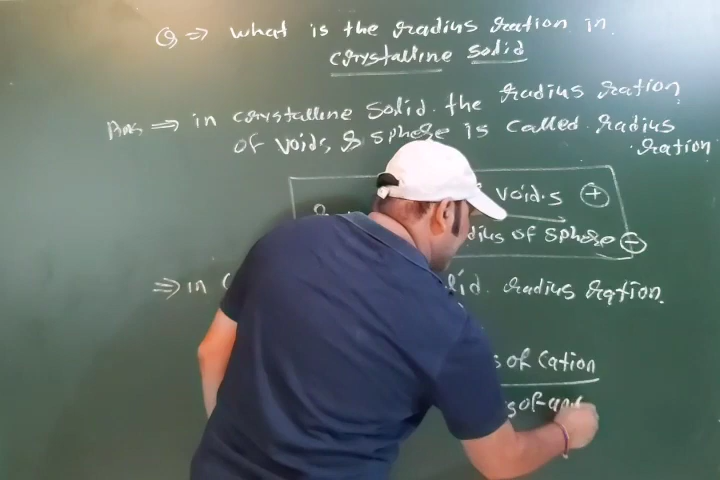 Q ⇒ what is the radius ration in.
crystalline solid
Ans ⇒ in crystalline solid. the radius ration
of voids & sphere is called radius
ration
voids +
dius of sphere −
⇒ in lid. radius ration.
s of Cation
s of